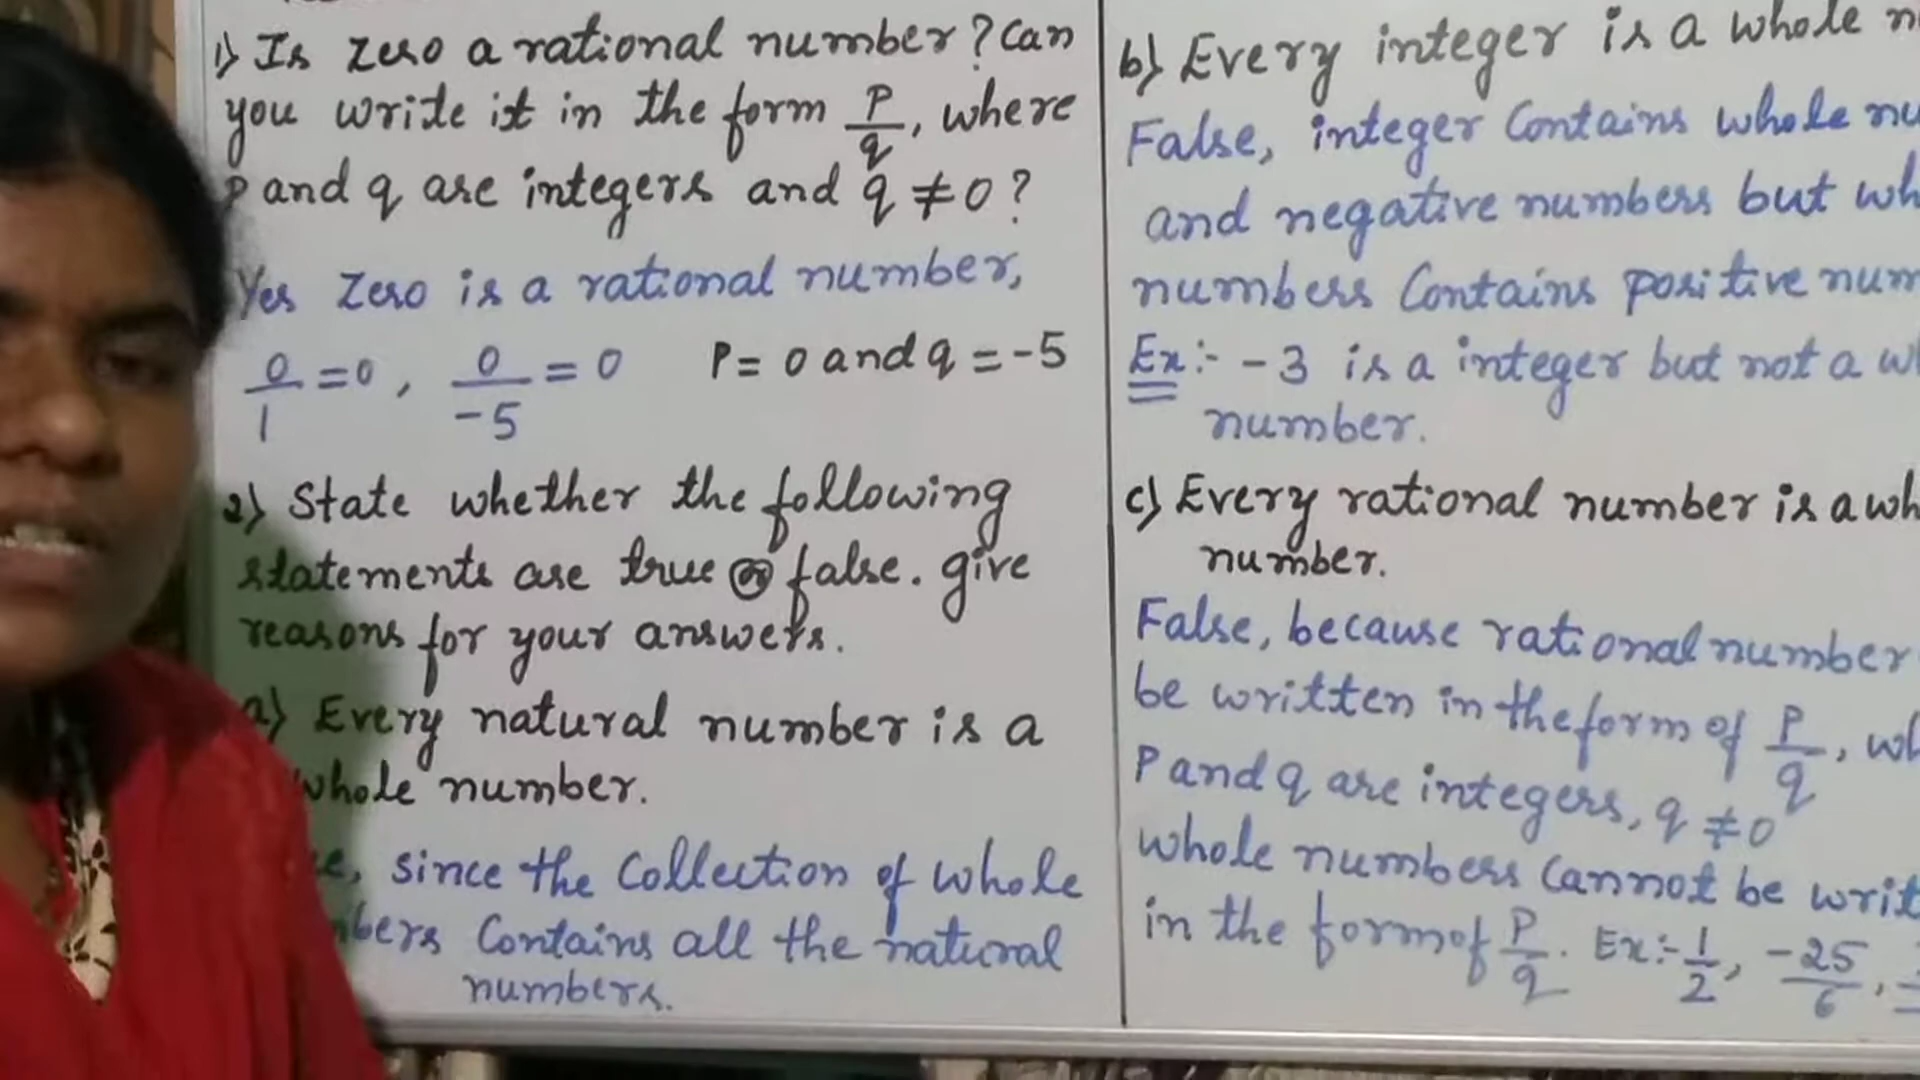 1) Is zero a rational number? Can
you write it in the form P/q, where
P and q are integers and q ≠ 0?
Yes Zero is a rational number,
0/1 = 0, 0/-5 = 0 P = 0 and q = -5
2) State whether the following
statements are true or false. give
reasons for your answers.
a) Every natural number is a
whole number.
since the Collection of whole
Contains all the natural
numbers.
b) Every integer is a whole
False, integer Contains whole
and negative numbers but
numbers Contains positive
Ex:- -3 is a integer but not a
number.
c) Every rational number is a
number.
False, because rational number
be written in the form of P/q,
P and q are integers, q ≠ 0
whole numbers Cannot be
in the form of P/q. Ex:- 1/2, -25/6,